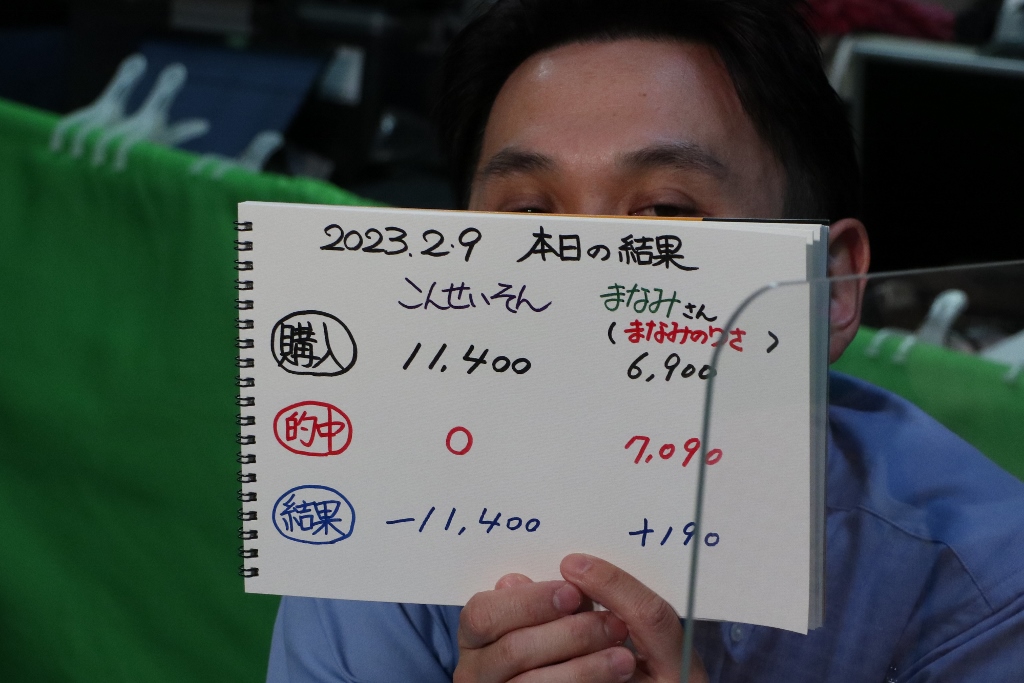 2023.2.9 本日の結果
こんせいそん まなみさん
(まなみのりさ)
購入 11,400 6,900
的中 0 7,090
結果 -11,400 +190